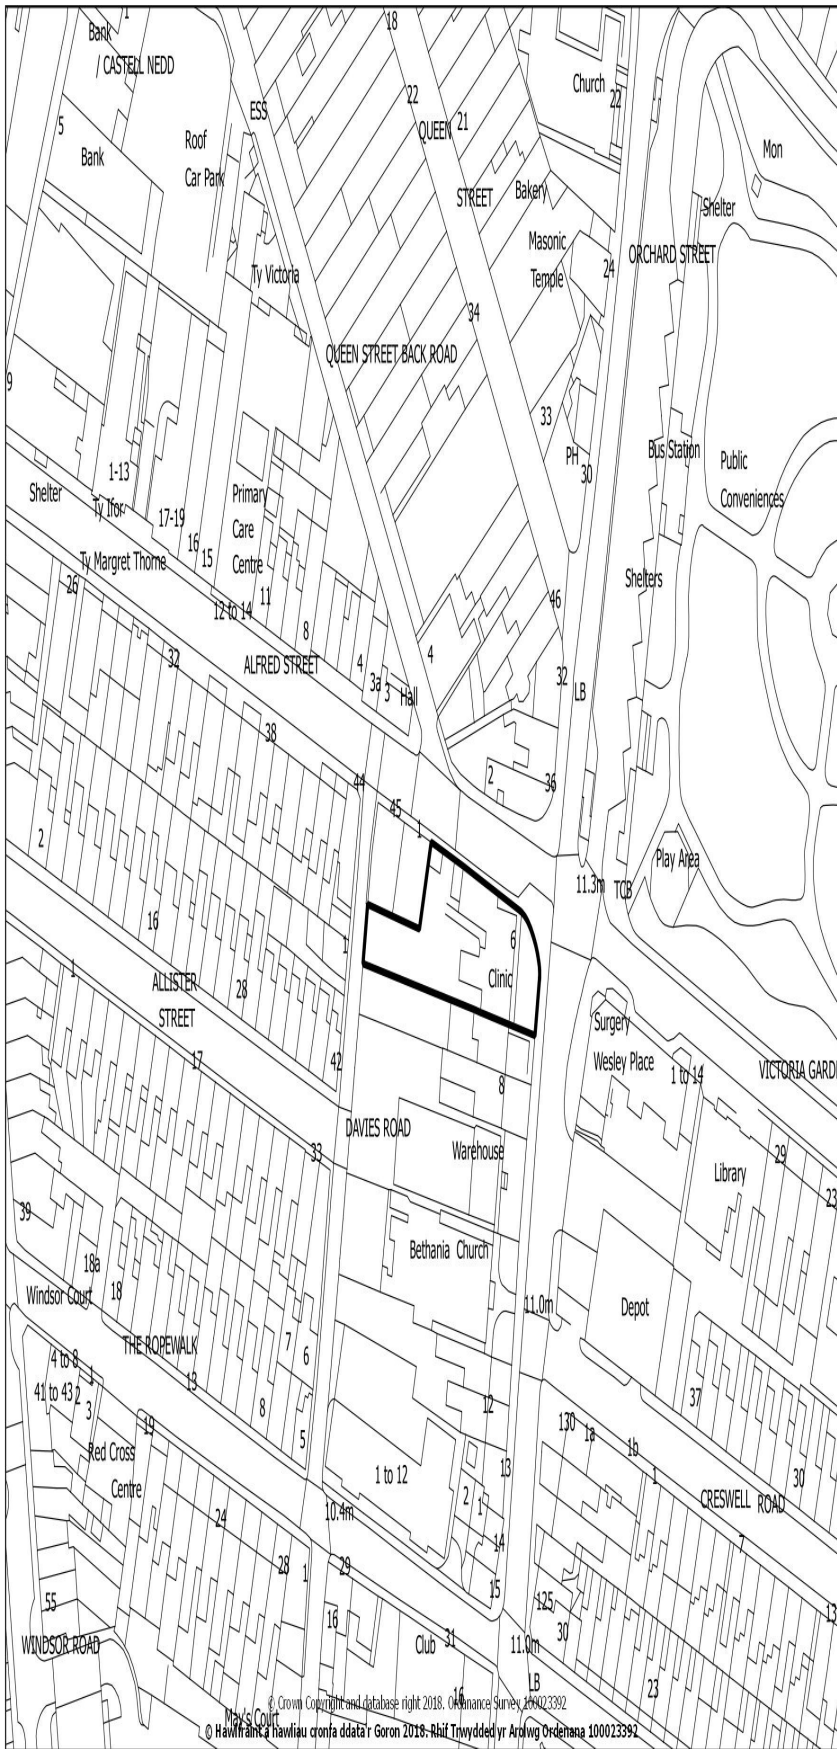 1
18
Bank
/ CASTELL NEDD
Church
22
ESS
22
QUEEN
21
5
Bank
Roof
Car Park
Mon
STREET
Bakery
Shelter
Masonic
Temple
24
ORCHARD STREET
Ty Victoria
34
QUEEN STREET BACK ROAD
9
33
PH
30
Bus Station
Public
Conveniences
1-13
Shelter
Ty Ifor
17-19
16
15
Primary
Care
Centre
Ty Margret Thorne
26
12 to 14
11
8
Shelters
46
32
ALFRED STREET
4
3a
3
Hall
4
32
LB
38
44
45
1
2
36
2
16
11.3m
TCB
Play Area
1
6
Clinic
1
ALLISTER
STREET
28
42
17
Surgery
Wesley Place
1 to 14
VICTORIA GARD
8
DAVIES ROAD
33
Warehouse
29
Library
23
39
18a
18
Windsor Court
Bethania Church
11.0m
Depot
THE ROPEWALK
7
6
4 to 8
1
41 to 43
2
3
13
8
5
12
37
19
Red Cross
Centre
130
1a
1b
1
30
1 to 12
13
2
1
CRESWELL ROAD
24
10.4m
14
7
28
1
29
15
55
16
125
30
13
WINDSOR ROAD
Club
31
11.0m
LB
23
16
May's Court
© Crown Copyright and database right 2018. Ordanance Survey 100023392
© Hawlfraint a hawliau cronfa ddata'r Goron 2018. Rhif Trwydded yr Arolwg Ordenana 100023392